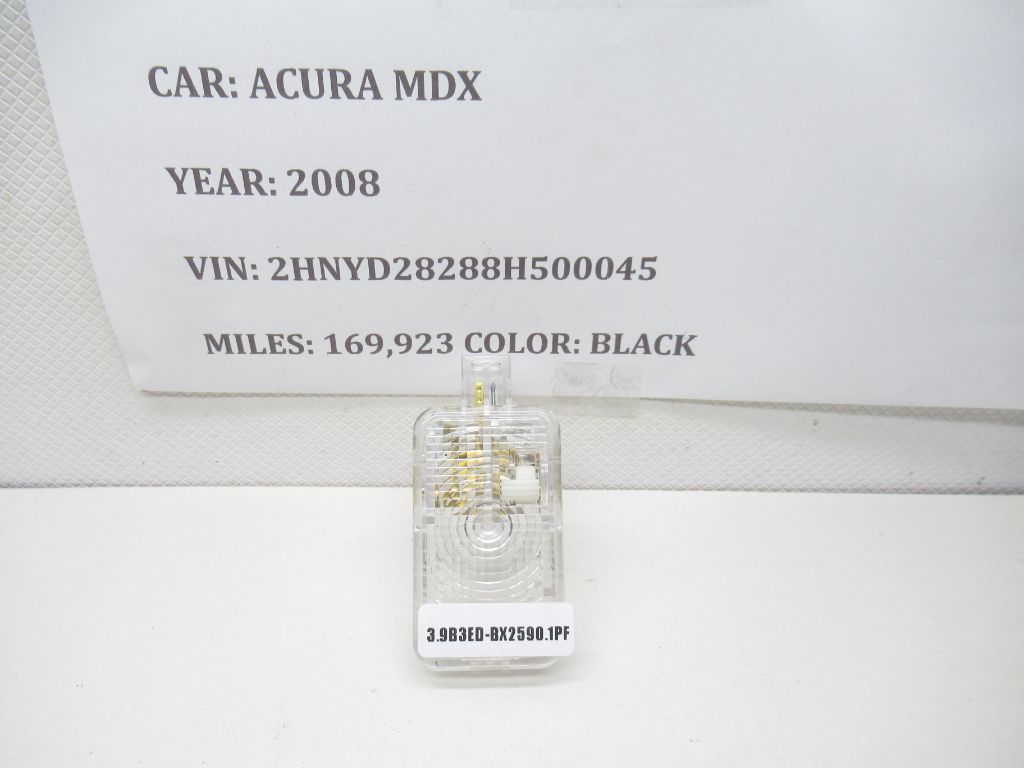 CAR: ACURA MDX
YEAR: 2008
VIN: 2HNYD28288H500045
MILES: 169,923 COLOR: BLACK
3.9B3ED-BX2590.1PF